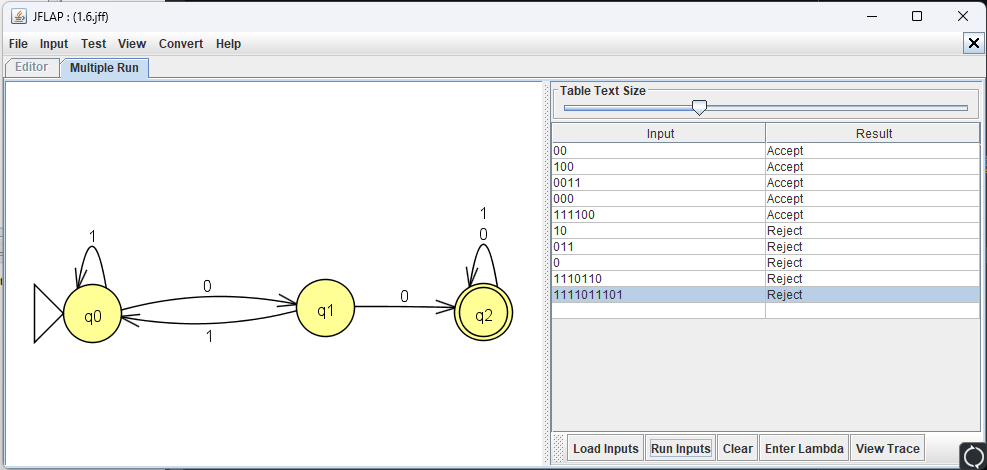 JFLAP : (1.6.jff)
File Input Test View Convert Help
Editor Multiple Run
Table Text Size
Input Result
00 Accept
100 Accept
0011 Accept
000 Accept
111100 Accept
10 Reject
011 Reject
0 Reject
1110110 Reject
1111011101 Reject
1
1
0
0
0
q0
q1
q2
1
Load Inputs Run Inputs Clear Enter Lambda View Trace